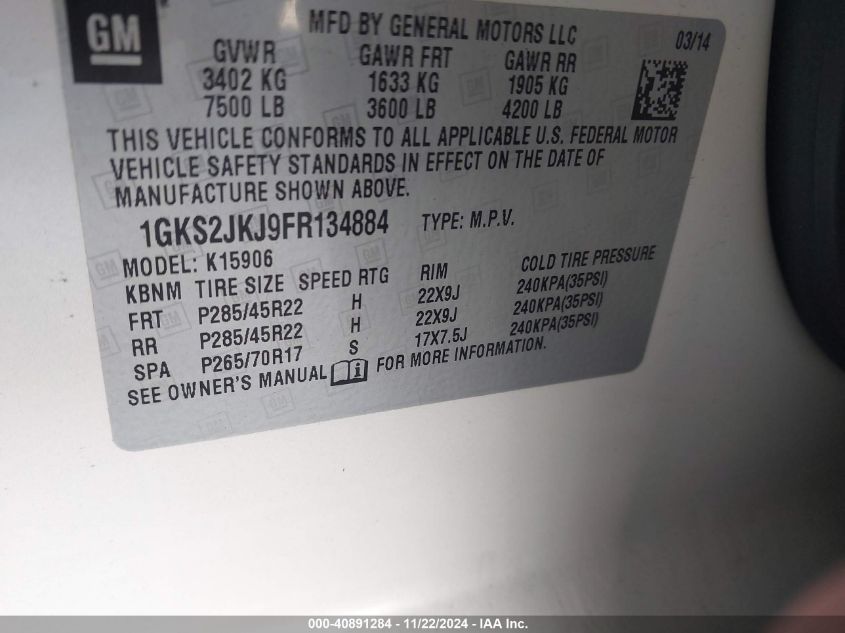 GM
MFD BY GENERAL MOTORS LLC
03/14
GVWR GAWR FRT GAWR RR
3402 KG 1633 KG 1905 KG
7500 LB 3600 LB 4200 LB
THIS VEHICLE CONFORMS TO ALL APPLICABLE U.S. FEDERAL MOTOR
VEHICLE SAFETY STANDARDS IN EFFECT ON THE DATE OF
MANUFACTURE SHOWN ABOVE.
1GKS2JKJ9FR134884 TYPE: M.P.V.
MODEL: K15906
KBNM TIRE SIZE SPEED RTG RIM COLD TIRE PRESSURE
FRT P285/45R22 H 22X9J 240KPA(35PSI)
RR P285/45R22 H 22X9J 240KPA(35PSI)
SPA P265/70R17 S 17X7.5J 240KPA(35PSI)
SEE OWNER'S MANUAL FOR MORE INFORMATION.
000-40891284 - 11/22/2024 - IAA Inc.